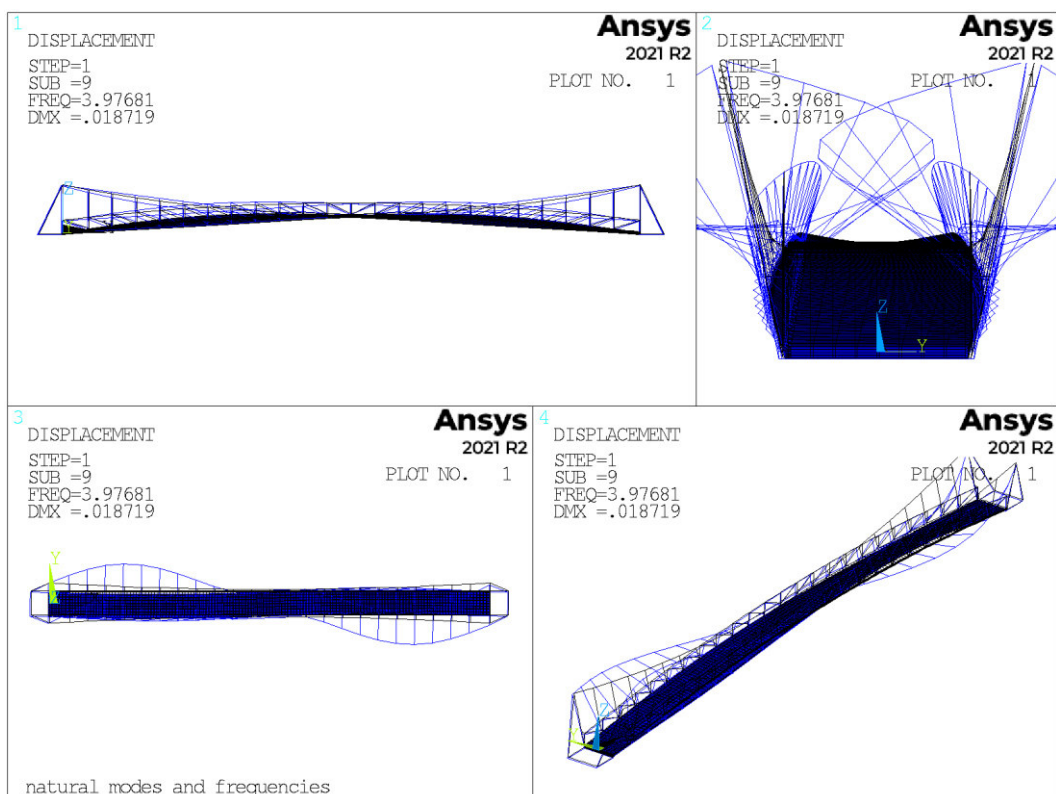 1
Ansys
2021 R2
DISPLACEMENT
STEP=1
SUB =9
FREQ=3.97681
DMX =.018719
PLOT NO. 1
Z
2
Ansys
2021 R2
DISPLACEMENT
STEP=1
SUB =9
FREQ=3.97681
DMX =.018719
PLOT NO. 1
Z
Y
3
Ansys
2021 R2
DISPLACEMENT
STEP=1
SUB =9
FREQ=3.97681
DMX =.018719
PLOT NO. 1
Y
natural modes and frequencies
4
Ansys
2021 R2
DISPLACEMENT
STEP=1
SUB =9
FREQ=3.97681
DMX =.018719
PLOT NO. 1
Z